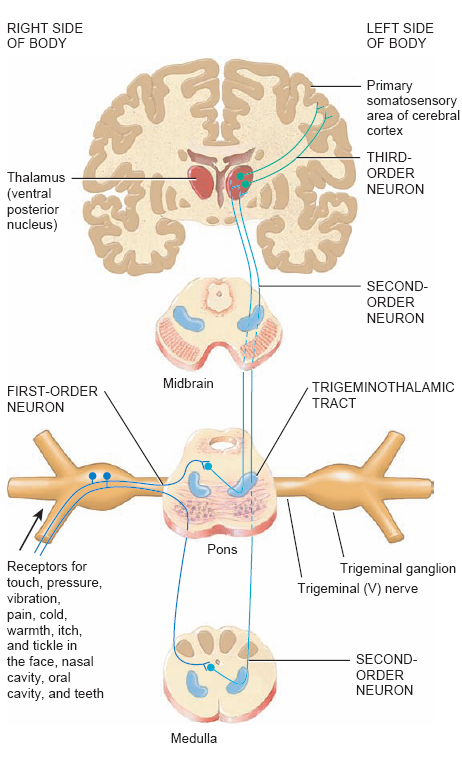 RIGHT SIDE
OF BODY
LEFT SIDE
OF BODY
Primary
somatosensory
area of cerebral
cortex
THIRD-
ORDER
NEURON
Thalamus
(ventral
posterior
nucleus)
SECOND-
ORDER
NEURON
Midbrain
FIRST-ORDER
NEURON
TRIGEMINOTHALAMIC
TRACT
Pons
Trigeminal ganglion
Trigeminal (V) nerve
Receptors for
touch, pressure,
vibration,
pain, cold,
warmth, itch,
and tickle in
the face, nasal
cavity, oral
cavity, and teeth
SECOND-
ORDER
NEURON
Medulla